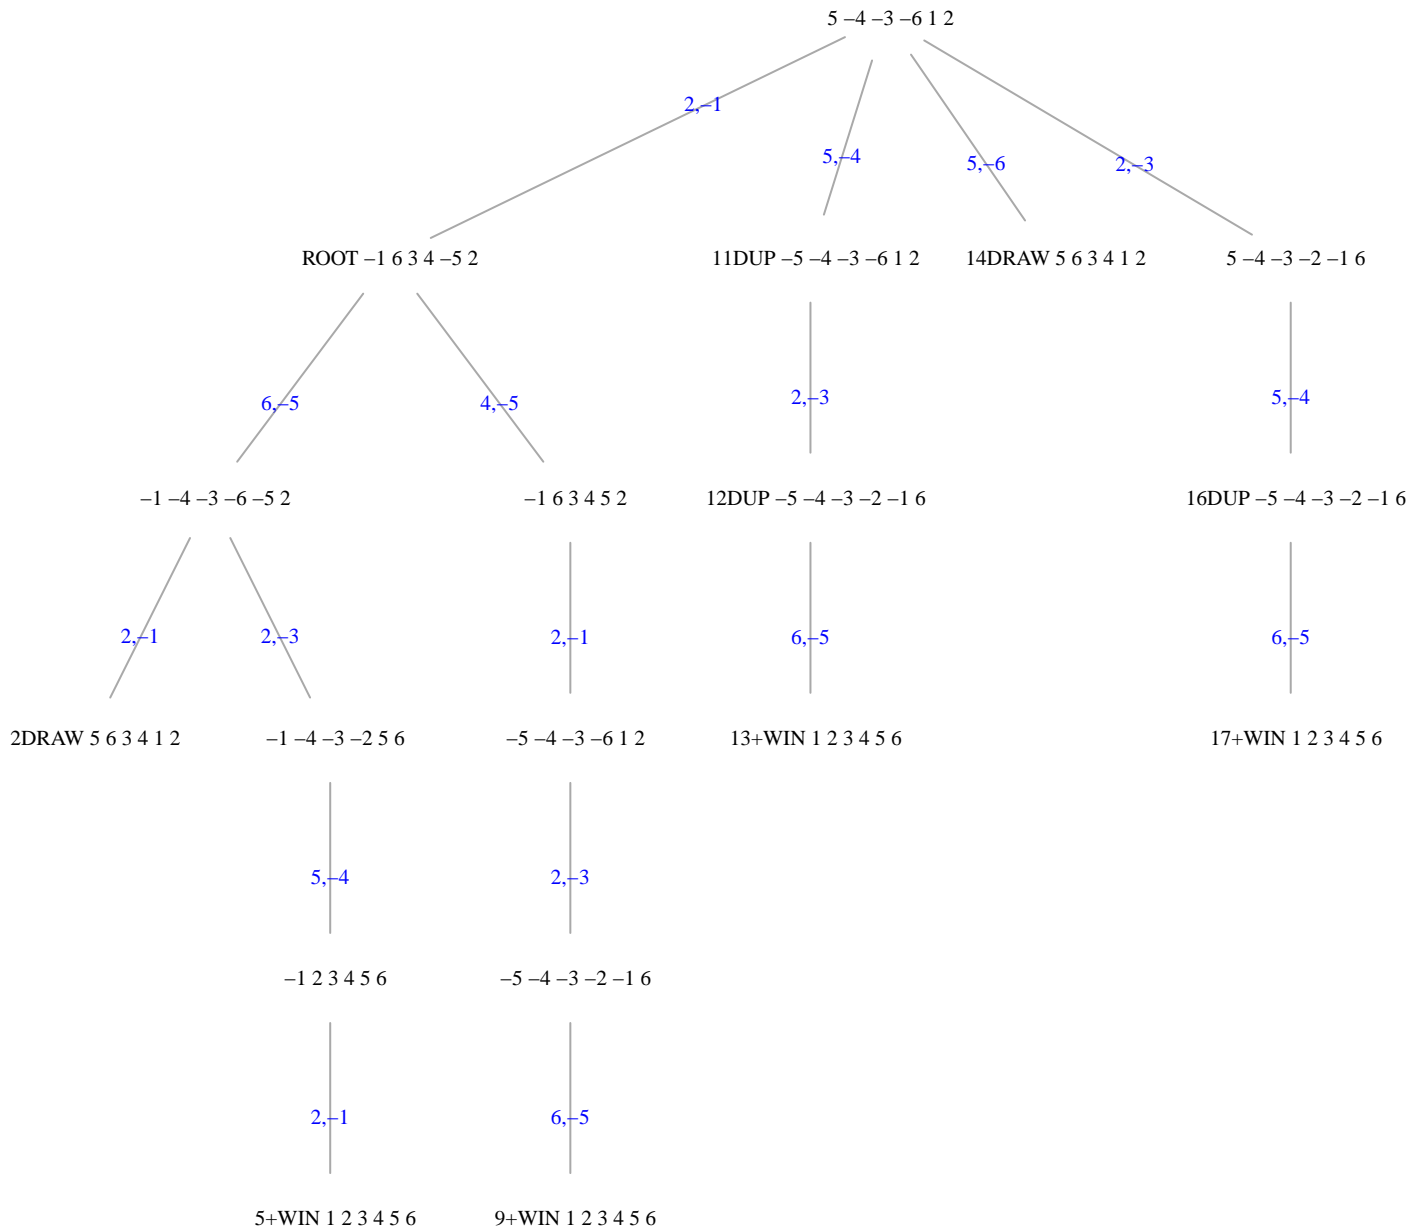 5 –4 –3 –6 1 2
2,–1
5,–4
5,–6
2,–3
ROOT –1 6 3 4 –5 2
11DUP –5 –4 –3 –6 1 2
14DRAW 5 6 3 4 1 2
5 –4 –3 –2 –1 6
6,–5
4,–5
2,–3
5,–4
–1 –4 –3 –6 –5 2
–1 6 3 4 5 2
12DUP –5 –4 –3 –2 –1 6
16DUP –5 –4 –3 –2 –1 6
2,–1
2,–3
2,–1
6,–5
6,–5
2DRAW 5 6 3 4 1 2
–1 –4 –3 –2 5 6
–5 –4 –3 –6 1 2
13+WIN 1 2 3 4 5 6
17+WIN 1 2 3 4 5 6
5,–4
2,–3
–1 2 3 4 5 6
–5 –4 –3 –2 –1 6
2,–1
6,–5
5+WIN 1 2 3 4 5 6
9+WIN 1 2 3 4 5 6